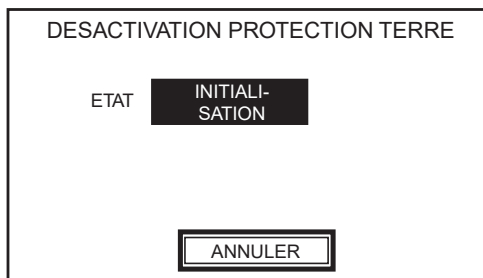 DESACTIVATION PROTECTION TERRE
ETAT
INITIALI-
SATION
ANNULER